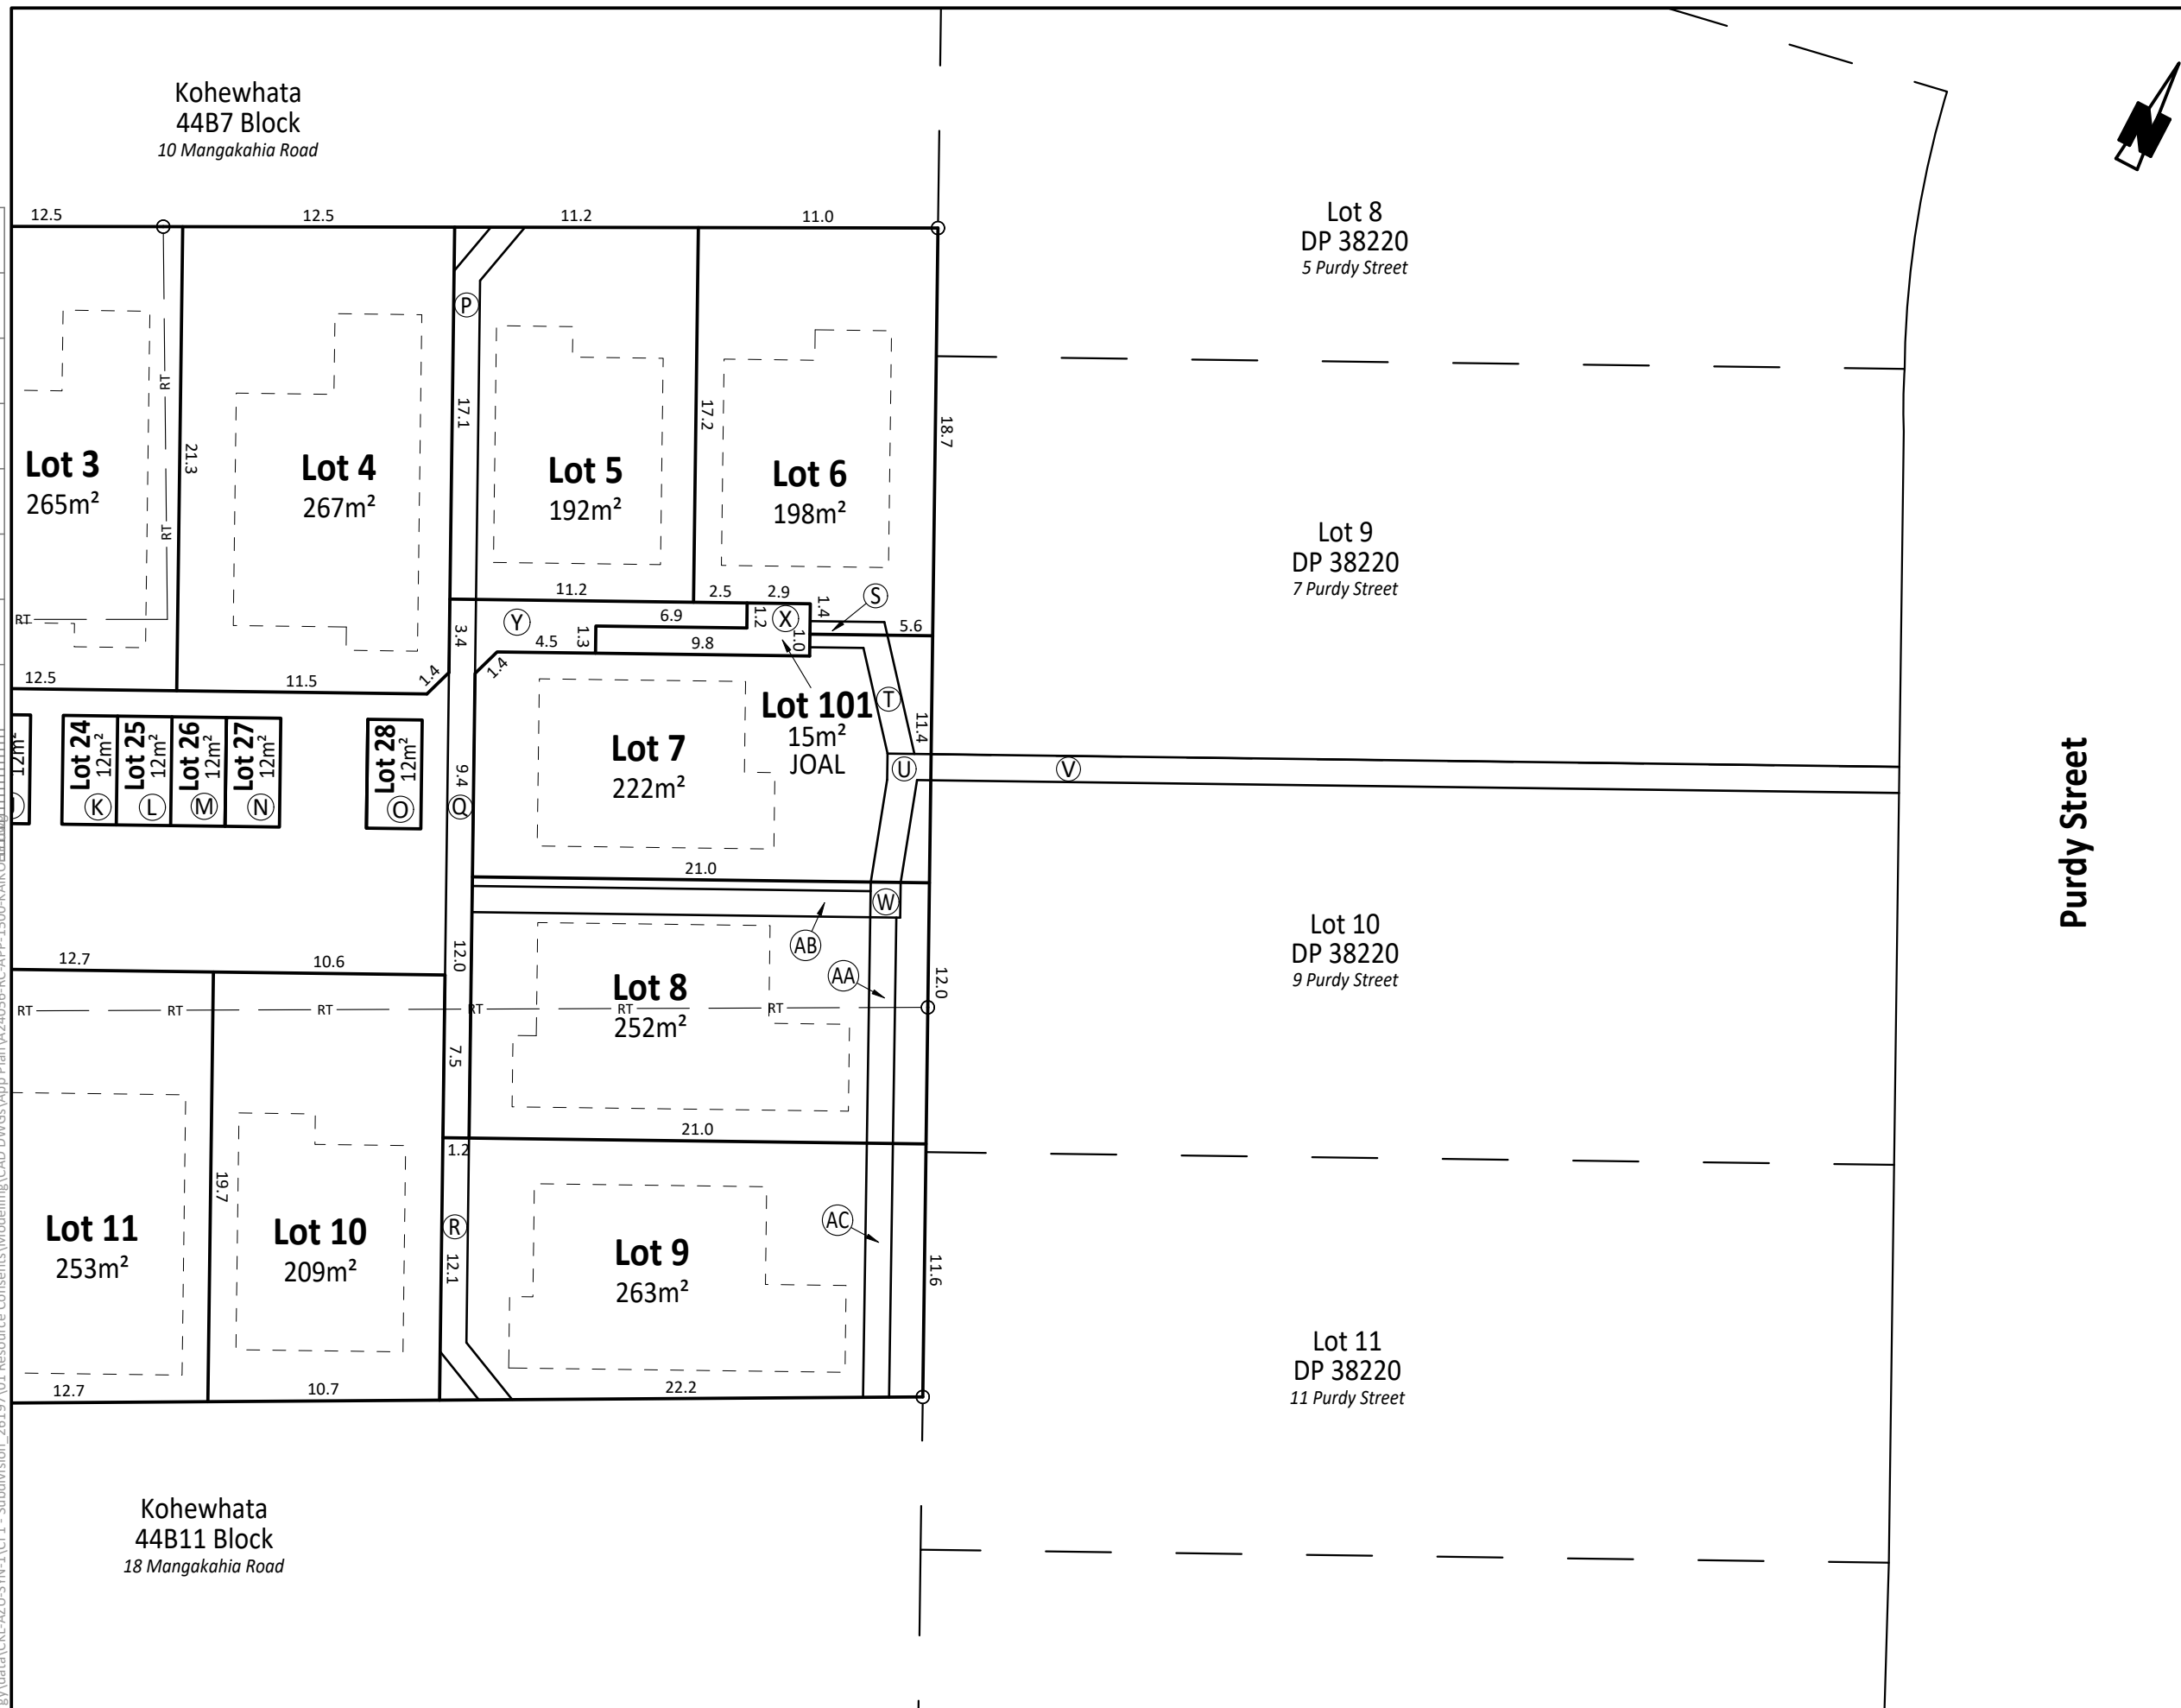 Kohewhata
44B7 Block
10 Mangakahia Road
N
12.5
12.5
11.2
11.0
Lot 8
DP 38220
5 Purdy Street
P
RT
21.3
17.1
17.2
18.7
Lot 3
265m²
Lot 4
267m²
Lot 5
192m²
Lot 6
198m²
RT
Lot 9
DP 38220
7 Purdy Street
11.2
2.5
2.9
1.4
S
RT
Y
6.9
1.2
X
5.6
3.4
4.5
1.3
9.8
1.0
12.5
11.5
1.4
1.4
T
Lot 101
15m²
JOAL
11.4
12m²
Lot 24
12m²
K
Lot 25
12m²
L
Lot 26
12m²
M
Lot 27
12m²
N
Lot 28
12m²
O
9.4
Q
Lot 7
222m²
U
V
Purdy Street
21.0
W
AB
12.7
10.6
12.0
AA
12.0
Lot 10
DP 38220
9 Purdy Street
Lot 8
252m²
RT
RT
RT
RT
RT
RT
7.5
21.0
1.2
19.7
Lot 11
253m²
Lot 10
209m²
R
12.1
Lot 9
263m²
AC
11.6
12.7
10.7
22.2
Lot 11
DP 38220
11 Purdy Street
Kohewhata
44B11 Block
18 Mangakahia Road